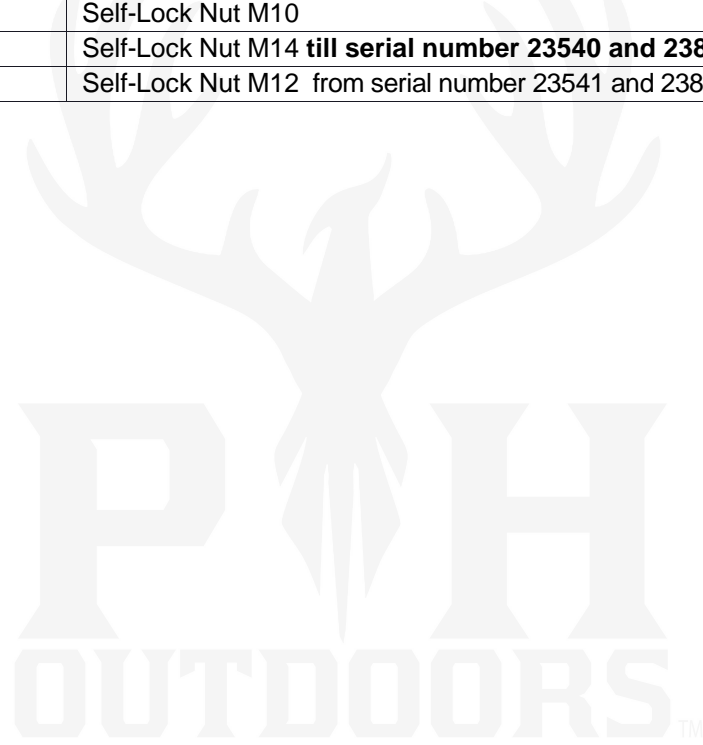 Self-Lock Nut M10
Self-Lock Nut M14 till serial number 23540 and 238
Self-Lock Nut M12 from serial number 23541 and 238
P H
OUTDOORS TM